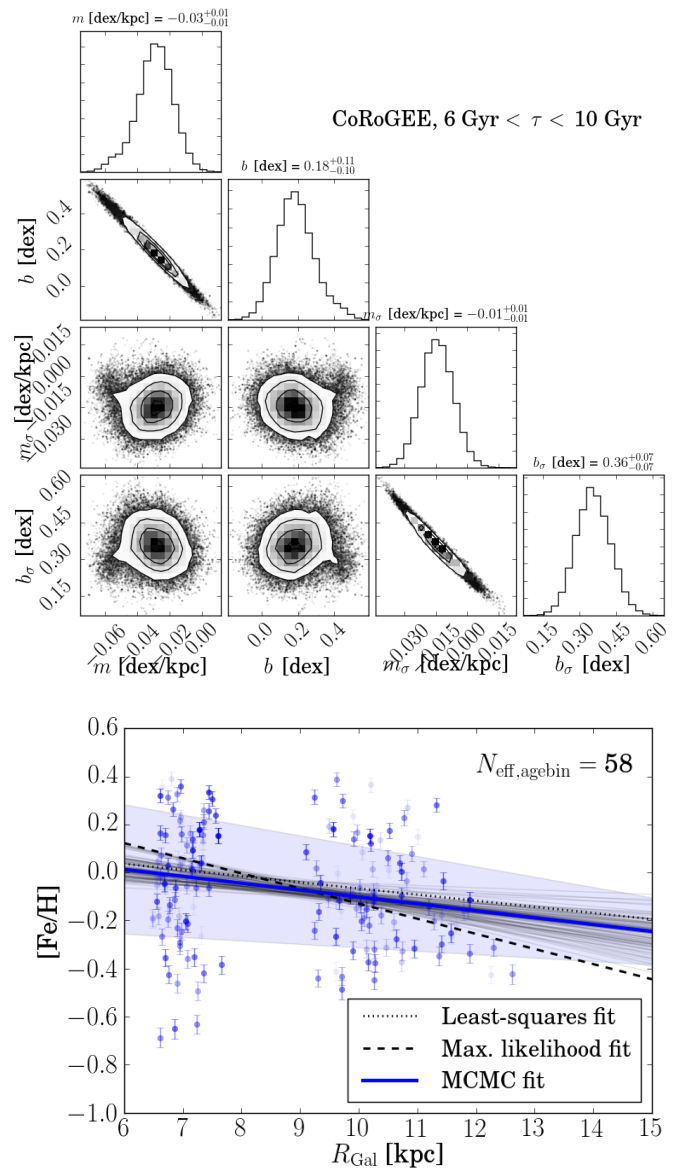 m [dex/kpc] = −0.03 +0.01 −0.01
CoRoGEE, 6 Gyr < τ < 10 Gyr
b [dex] = 0.18 +0.11 −0.10
b [dex]
0.4
0.2
0.0
m_σ [dex/kpc] = −0.01 +0.01 −0.01
m_σ [dex/kpc]
0.015
0.000
−0.015
−0.030
b_σ [dex] = 0.36 +0.07 −0.07
b_σ [dex]
0.60
0.45
0.30
0.15
−0.06 −0.04 −0.02 0.00
0.0 0.2 0.4
−0.030 −0.015 0.000 0.015
0.15 0.30 0.45 0.60
m [dex/kpc] b [dex] m_σ [dex/kpc] b_σ [dex]
N_eff,agebin = 58
[Fe/H]
0.6
0.4
0.2
0.0
−0.2
−0.4
−0.6
−0.8
−1.0
Least-squares fit
Max. likelihood fit
MCMC fit
6 7 8 9 10 11 12 13 14 15
R_Gal [kpc]